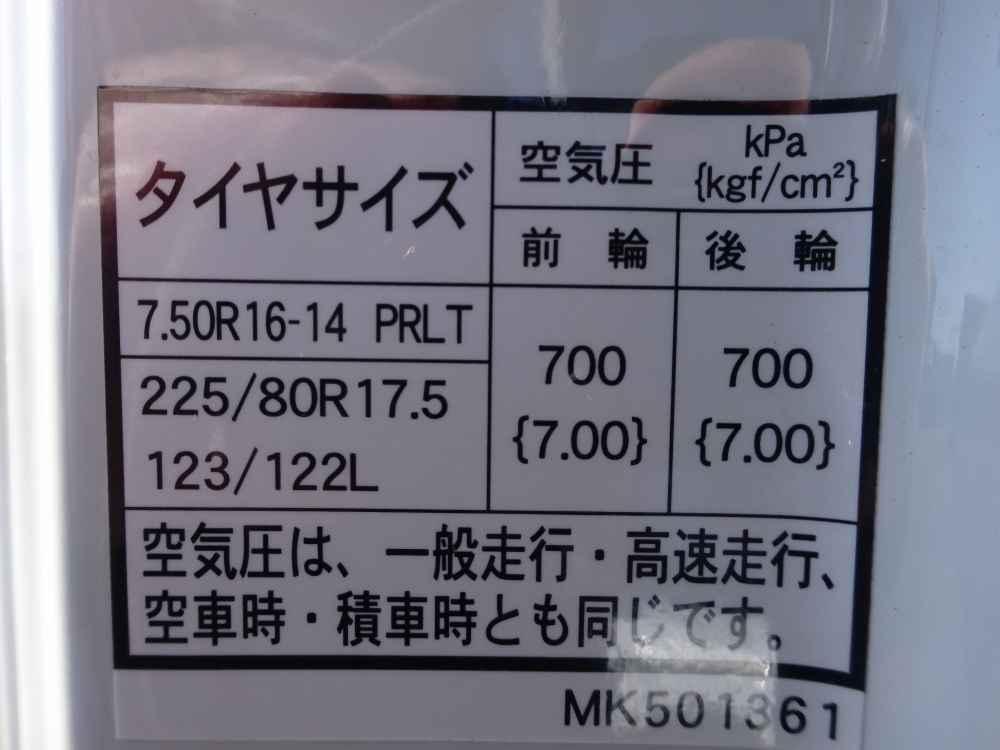 タイヤサイズ
空気圧 kPa
{kgf/cm²}
前輪 後輪
7.50R16-14 PRLT
225/80R17.5
123/122L
700
{7.00}
700
{7.00}
空気圧は、一般走行・高速走行、
空車時・積車時とも同じです。
MK501361